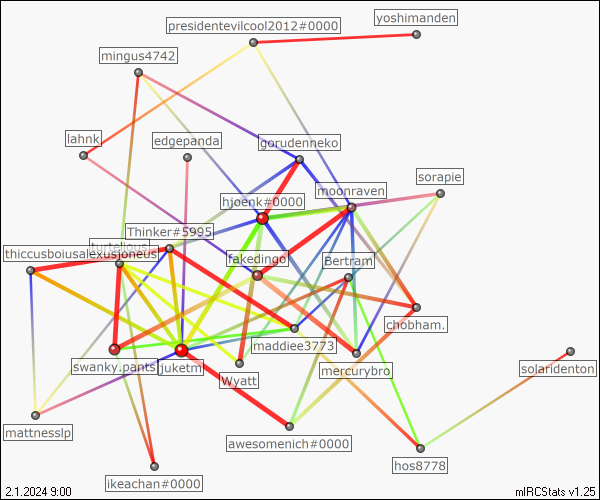 yoshimanden
presidentevilcool2012#0000
mingus4742
lahnk
edgepanda
gorudenneko
sorapie
moonraven
hjoenk#0000
Thinker#5995
thiccusboiusalexusjoneus
turtellous
fakedingo
Bertram
chobham.
maddiee3773
swanky.pants
juketm
mercurybro
solaridenton
Wyatt
mattnesslp
awesomenich#0000
hos8778
ikeachan#0000
2.1.2024 9:00
mIRCStats v1.25